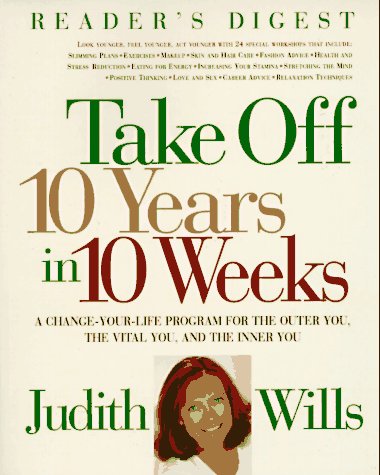 READER'S DIGEST
LOOK YOUNGER, FEEL YOUNGER, ACT YOUNGER WITH 24 SPECIAL WORKSHOPS THAT INCLUDE:
SLIMMING PLANS • EXERCISES • MAKEUP • SKIN AND HAIR CARE • FASHION ADVICE • HEALTH AND
STRESS REDUCTION • EATING FOR ENERGY • INCREASING YOUR STAMINA • STRETCHING THE MIND
• POSITIVE THINKING • LOVE AND SEX • CAREER ADVICE • RELAXATION TECHNIQUES
Take Off
10 Years
in 10 Weeks
A CHANGE-YOUR-LIFE PROGRAM FOR THE OUTER YOU,
THE VITAL YOU, AND THE INNER YOU
Judith Wills